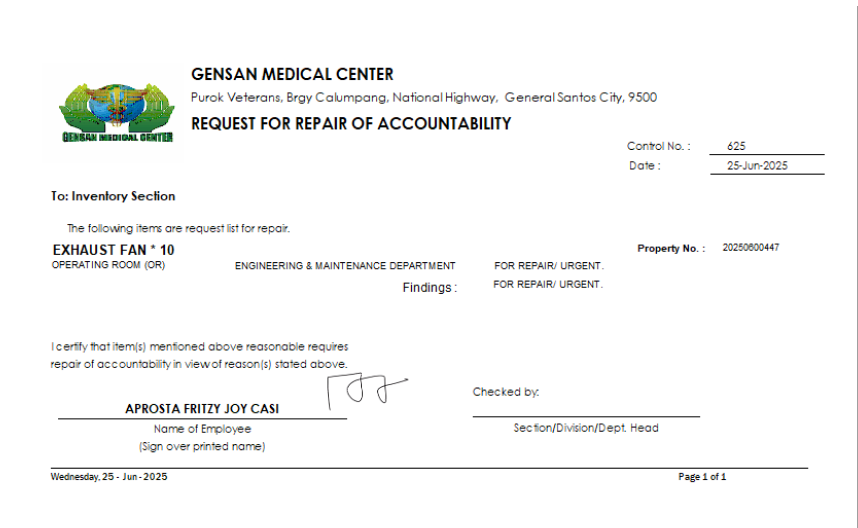 GENSAN MEDICAL CENTER
Purok Veterans, Brgy Calumpang, National Highway, General Santos City, 9500
REQUEST FOR REPAIR OF ACCOUNTABILITY
GENSAN MEDICAL CENTER
Control No. : 625
Date : 25-Jun-2025
To: Inventory Section
The following items are request list for repair.
EXHAUST FAN * 10 Property No. : 20250600447
OPERATING ROOM (OR) ENGINEERING & MAINTENANCE DEPARTMENT FOR REPAIR/ URGENT.
Findings : FOR REPAIR/ URGENT.
I certify that item(s) mentioned above reasonable requires
repair of accountability in view of reason(s) stated above.
Checked by:
APROSTA FRITZY JOY CASI
Name of Employee Section/Division/Dept. Head
(Sign over printed name)
Wednesday, 25 - Jun - 2025 Page 1 of 1